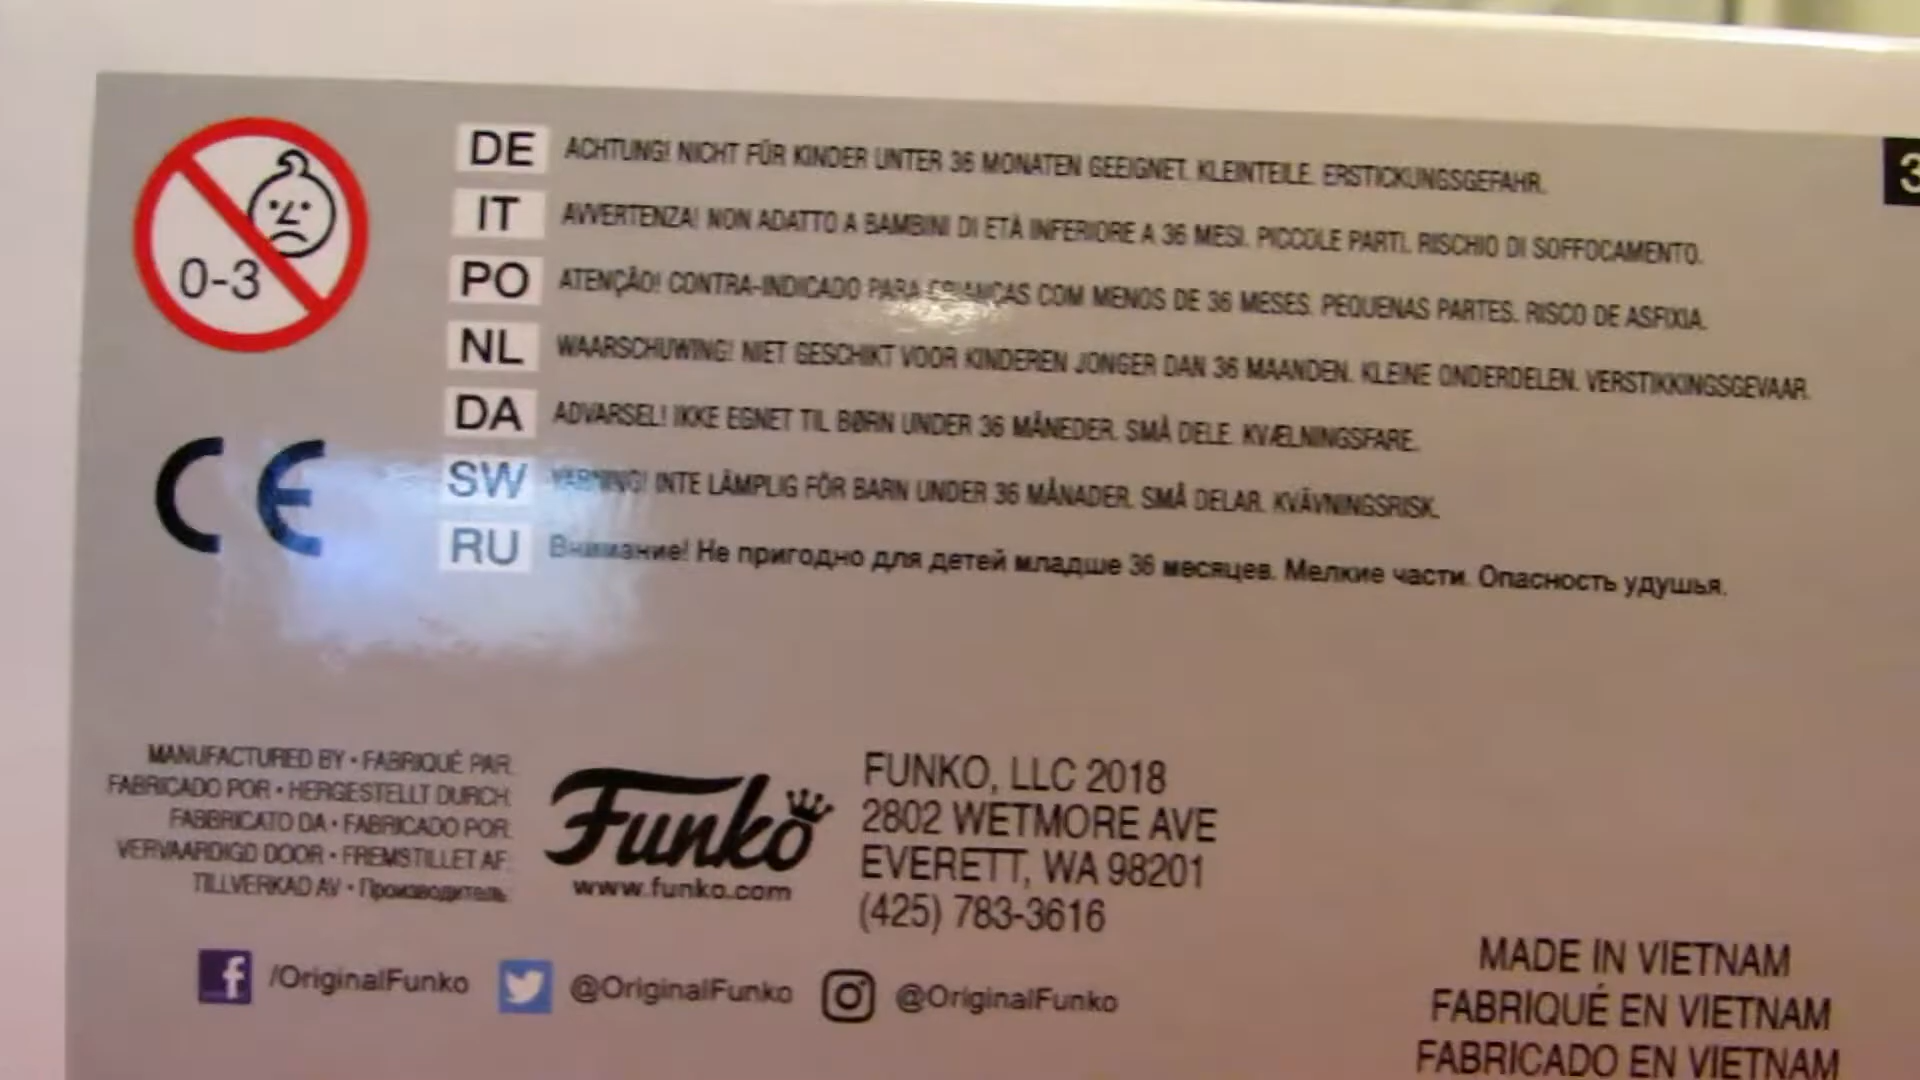 0-3
DE ACHTUNG! NICHT FÜR KINDER UNTER 36 MONATEN GEEIGNET. KLEINTEILE. ERSTICKUNGSGEFAHR.
IT AVVERTENZA! NON ADATTO A BAMBINI DI ETÀ INFERIORE A 36 MESI. PICCOLE PARTI. RISCHIO DI SOFFOCAMENTO.
PO ATENÇÃO! CONTRA-INDICADO PARA CRIANÇAS COM MENOS DE 36 MESES. PEQUENAS PARTES. RISCO DE ASFIXIA.
NL WAARSCHUWING! NIET GESCHIKT VOOR KINDEREN JONGER DAN 36 MAANDEN. KLEINE ONDERDELEN. VERSTIKKINGSGEVAAR.
DA ADVARSEL! IKKE EGNET TIL BØRN UNDER 36 MÅNEDER. SMÅ DELE. KVÆLNINGSFARE.
SW VARNING! INTE LÄMPLIG FÖR BARN UNDER 36 MÅNADER. SMÅ DELAR. KVÄVNINGSRISK.
RU Внимание! Не пригодно для детей младше 36 месяцев. Мелкие части. Опасность удушья.
CE
3
MANUFACTURED BY • FABRIQUÉ PAR:
FABRICADO POR • HERGESTELLT DURCH:
FABBRICATO DA • FABRICADO POR:
VERVAARDIGD DOOR • FREMSTILLET AF:
TILLVERKAD AV • Производитель:
Funko
www.funko.com
FUNKO, LLC 2018
2802 WETMORE AVE
EVERETT, WA 98201
(425) 783-3616
f /OriginalFunko @OriginalFunko @OriginalFunko
MADE IN VIETNAM
FABRIQUÉ EN VIETNAM
FABRICADO EN VIETNAM